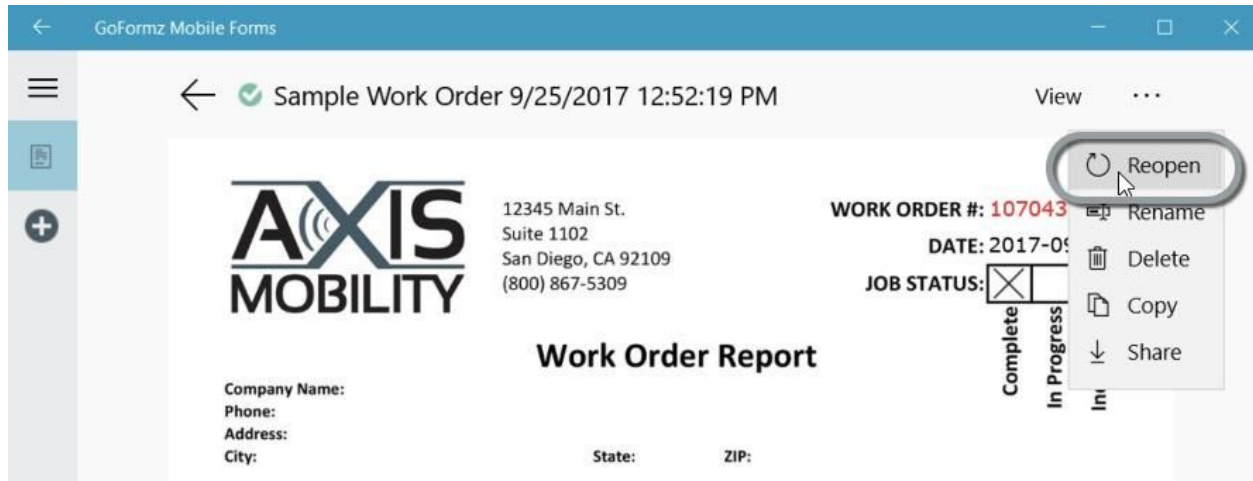 GoFormz Mobile Forms
Sample Work Order 9/25/2017 12:52:19 PM
View ...
Reopen
Rename
Delete
Copy
Share
AXIS
MOBILITY
12345 Main St.
Suite 1102
San Diego, CA 92109
(800) 867-5309
WORK ORDER #: 107043
DATE: 2017-09
JOB STATUS:
Complete
In Progress
Work Order Report
Company Name:
Phone:
Address:
City: State: ZIP: